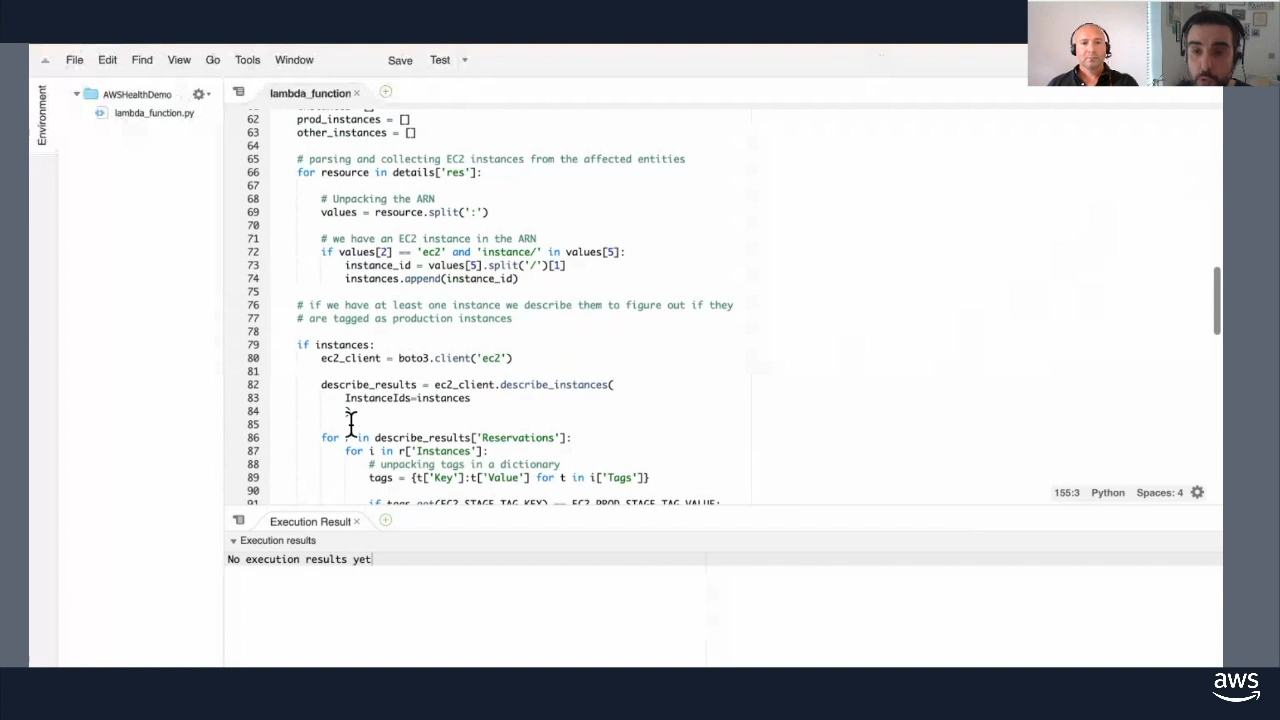 File Edit Find View Go Tools Window Save Test
Environment
AWSHealthDemo
lambda_function.py
lambda_function
62 prod_instances = []
63 other_instances = []
64
65 # parsing and collecting EC2 instances from the affected entities
66 for resource in details['res']:
67
68 # Unpacking the ARN
69 values = resource.split(':')
70
71 # we have an EC2 instance in the ARN
72 if values[2] == 'ec2' and 'instance/' in values[5]:
73 instance_id = values[5].split('/')[1]
74 instances.append(instance_id)
75
76 # if we have at least one instance we describe them to figure out if they
77 # are tagged as production instances
78
79 if instances:
80 ec2_client = boto3.client('ec2')
81
82 describe_results = ec2_client.describe_instances(
83 InstanceIds=instances
84
85
86 for in describe_results['Reservations']:
87 for i in r['Instances']:
88 # unpacking tags in a dictionary
89 tags = {t['Key']:t['Value'] for t in i['Tags']}
90
91 if tags.get(EC2_STAGE_TAG_KEY) == EC2_PROD_STAGE_TAG_VALUE:
155:3 Python Spaces: 4
Execution Result
Execution results
No execution results yet
aws